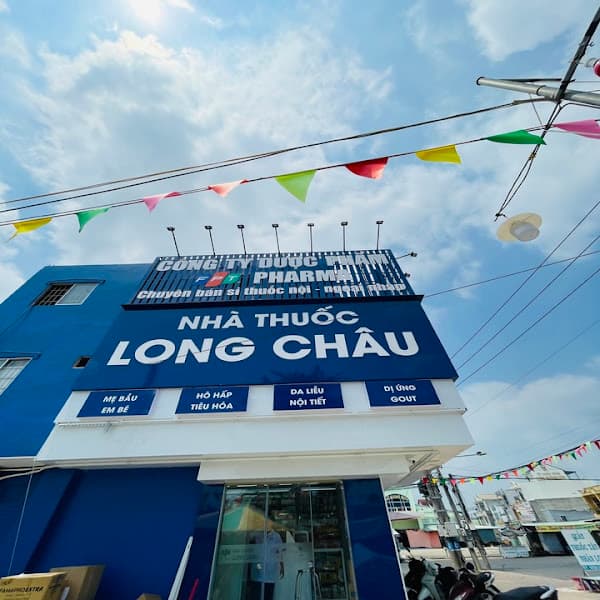 CÔNG TY DƯỢC PHẨM
FPT PHARMA
Chuyên bán sỉ thuốc nội - ngoại nhập
NHÀ THUỐC
LONG CHÂU
MẸ BẦU
EM BÉ
HÔ HẤP
TIÊU HÓA
DA LIỄU
NỘI TIẾT
DỊ ỨNG
GOUT